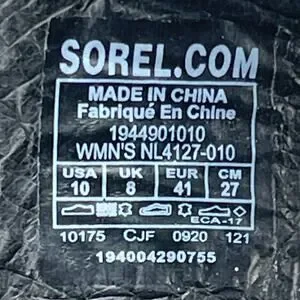 SOREL.COM
MADE IN CHINA
Fabriqué En Chine
1944901010
WMN'S NL4127-010
USA UK EUR CM
10 8 41 27
ECA-17
10175 CJF 0920 121
194004290755